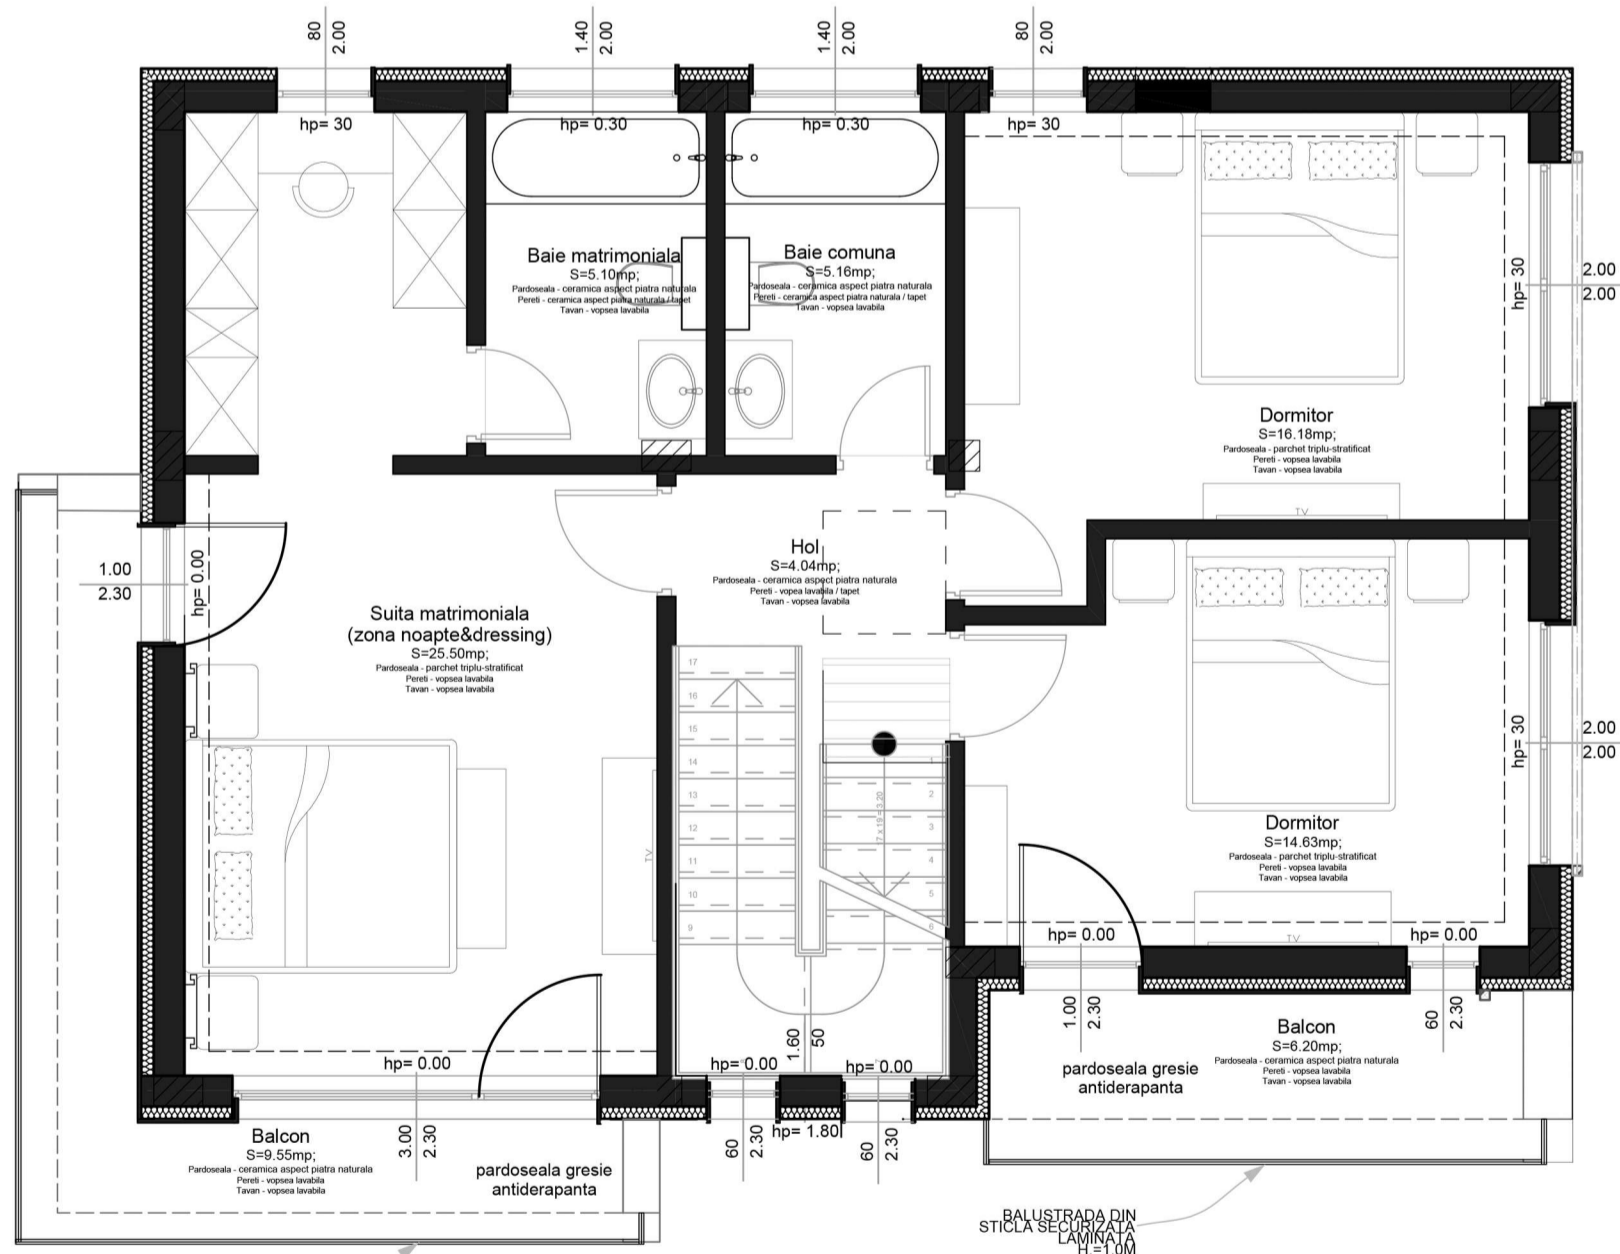 80
2.00
1.40
2.00
1.40
2.00
80
2.00
hp= 30
hp= 0.30
hp= 0.30
hp= 30
Baie matrimoniala
S=5.10mp;
Pardoseala - ceramica aspect piatra naturala
Pereti - ceramica aspect piatra naturala / tapet
Tavan - vopsea lavabila
Baie comuna
S=5.16mp;
Pardoseala - ceramica aspect piatra naturala
Pereti - ceramica aspect piatra naturala / tapet
Tavan - vopsea lavabila
hp= 30
2.00
2.00
Dormitor
S=16.18mp;
Pardoseala - parchet triplu-stratificat
Pereti - vopsea lavabila
Tavan - vopsea lavabila
TV
1.00
2.30
hp= 0.00
Hol
S=4.04mp;
Pardoseala - ceramica aspect piatra naturala
Pereti - vopea lavabila / tapet
Tavan - vopsea lavabila
Suita matrimoniala
(zona noapte&dressing)
S=25.50mp;
Pardoseala - parchet triplu-stratificat
Pereti - vopsea lavabila
Tavan - vopsea lavabila
17
16
15
14
13
12
11
10
9
1
2
3
4
5
6
17 x 19 = 3.20
TV
hp= 30
2.00
2.00
Dormitor
S=14.63mp;
Pardoseala - parchet triplu-stratificat
Pereti - vopsea lavabila
Tavan - vopsea lavabila
TV
hp= 0.00
hp= 0.00
1.00
2.30
60
2.30
Balcon
S=6.20mp;
Pardoseala - ceramica aspect piatra naturala
Pereti - vopsea lavabila
Tavan - vopsea lavabila
pardoseala gresie
antiderapanta
hp= 0.00
1.60
50
hp= 0.00
hp= 0.00
3.00
2.30
60
2.30
hp= 1.80
60
2.30
Balcon
S=9.55mp;
Pardoseala - ceramica aspect piatra naturala
Pereti - vopsea lavabila
Tavan - vopsea lavabila
pardoseala gresie
antiderapanta
BALUSTRADA DIN
STICLA SECURIZATA
LAMINATA
H.=1.0M